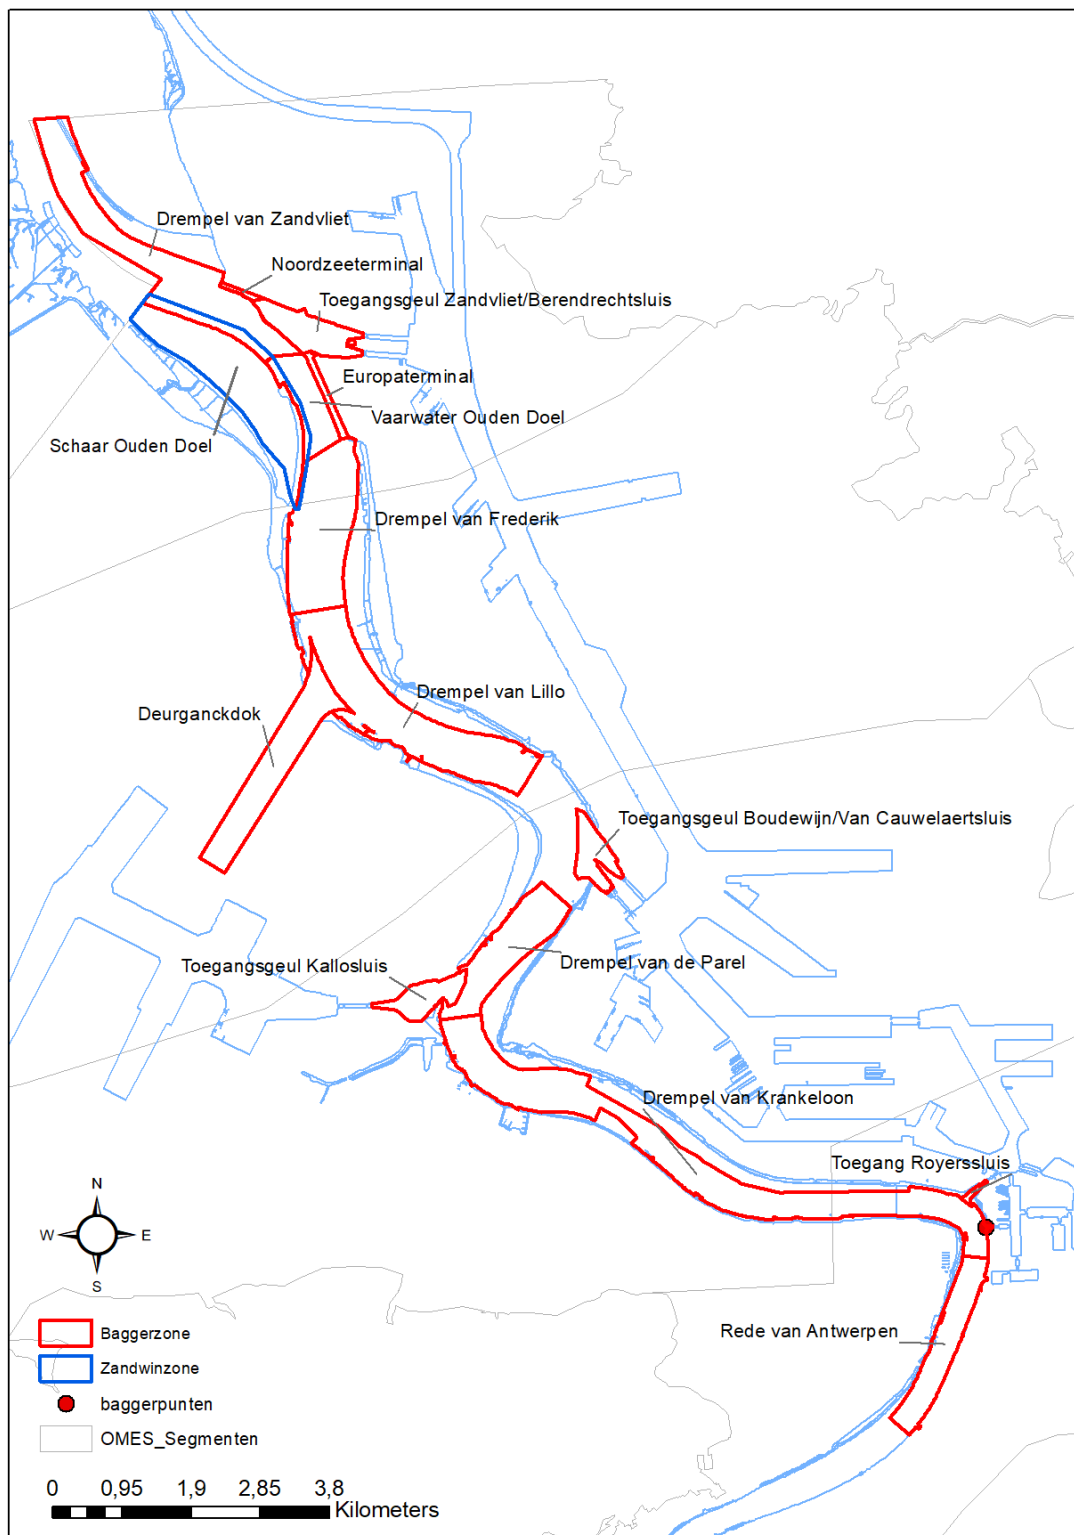 Drempel van Zandvliet
Noordzeeterminal
Toegangsgeul Zandvliet/Berendrechtsluis
Europaterminal
Vaarwater Ouden Doel
Schaar Ouden Doel
Drempel van Frederik
Drempel van Lillo
Deurganckdok
Toegangsgeul Boudewijn/Van Cauwelaertsluis
Drempel van de Parel
Toegangsgeul Kallosluis
Drempel van Krankeloon
Toegang Royerssluis
N
W E
S
Rede van Antwerpen
Baggerzone
Zandwinzone
baggerpunten
OMES_Segmenten
0 0,95 1,9 2,85 3,8
Kilometers